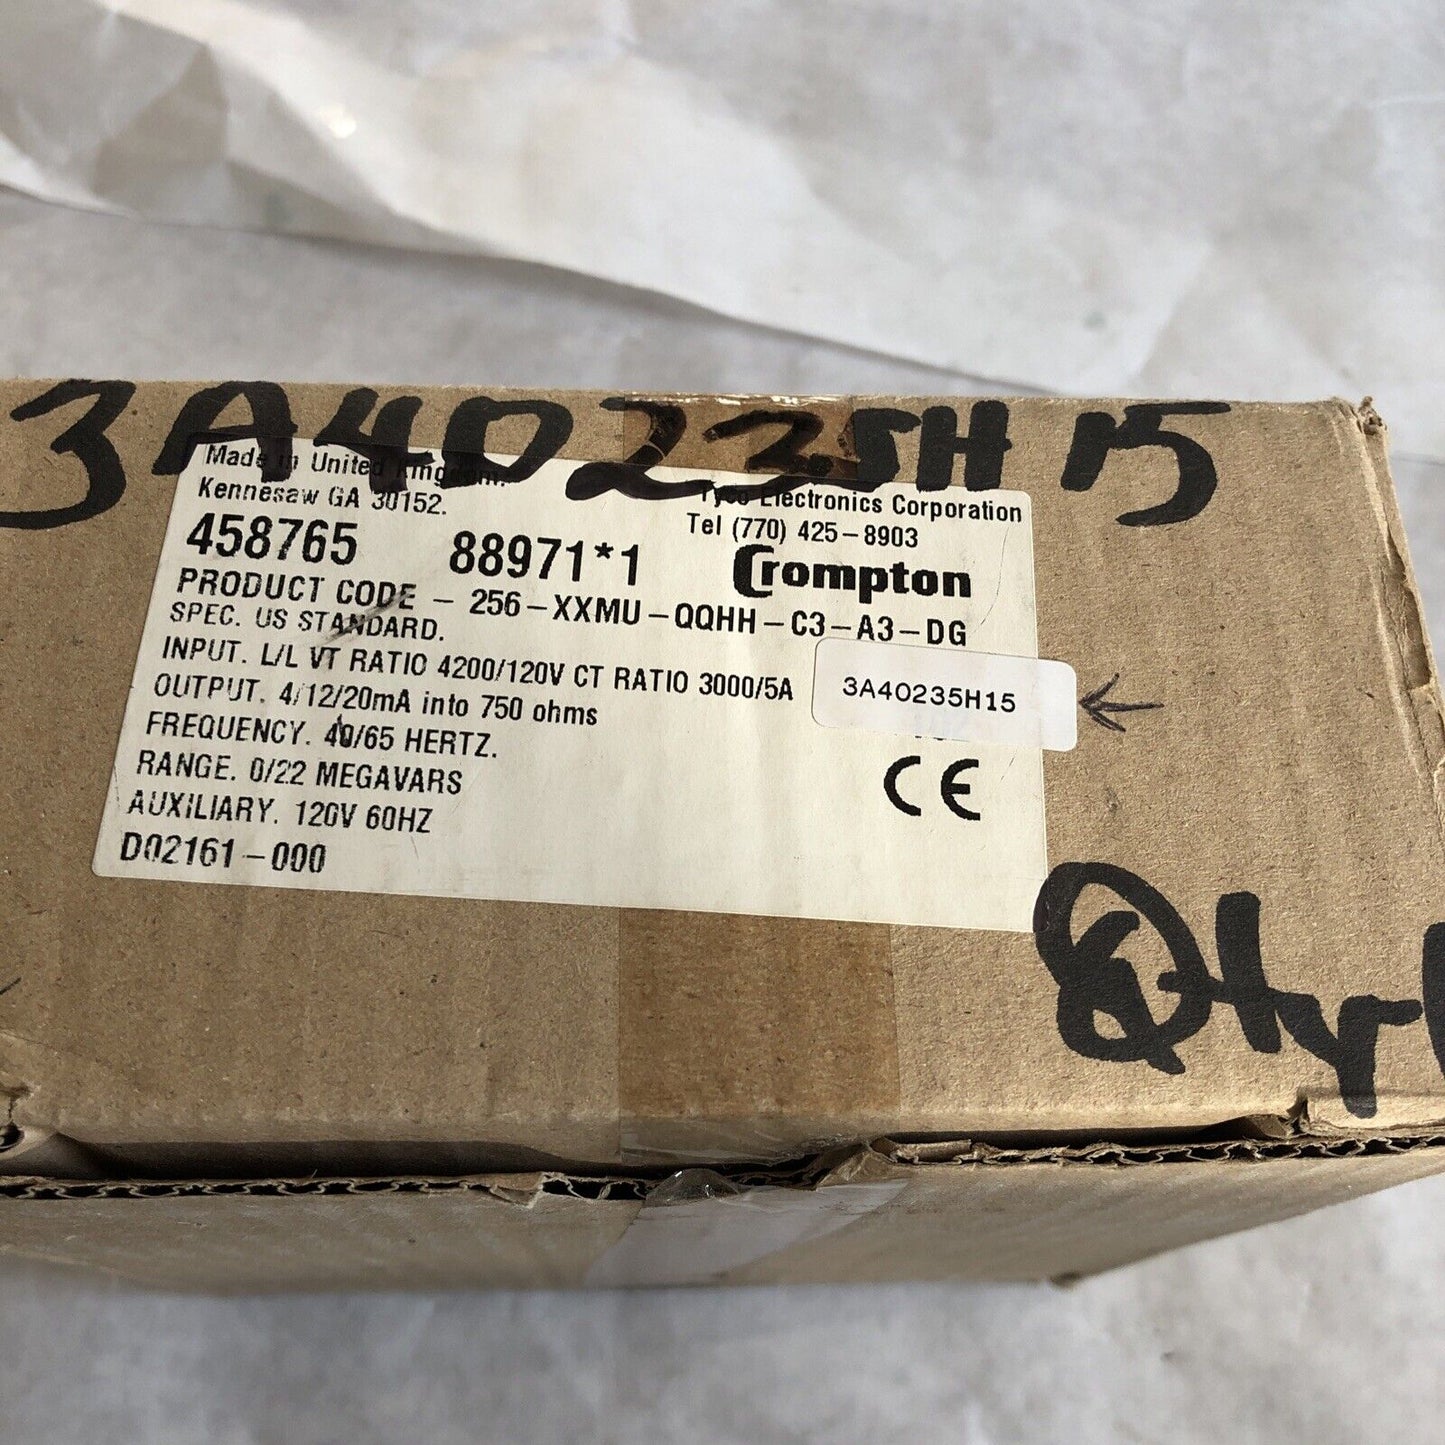 3A40235H15
Made in United Kingdom.
Kennesaw GA 30152.
Tyco Electronics Corporation
Tel (770) 425-8903
458765 88971*1 Crompton
PRODUCT CODE - 256-XXMU-QQHH-C3-A3-DG
SPEC. US STANDARD.
INPUT. L/L VT RATIO 4200/120V CT RATIO 3000/5A
3A40235H15
OUTPUT. 4/12/20mA into 750 ohms
FREQUENCY. 40/65 HERTZ.
RANGE. 0/22 MEGAVARS
AUXILIARY. 120V 60HZ
D02161-000
CE
Qty 1